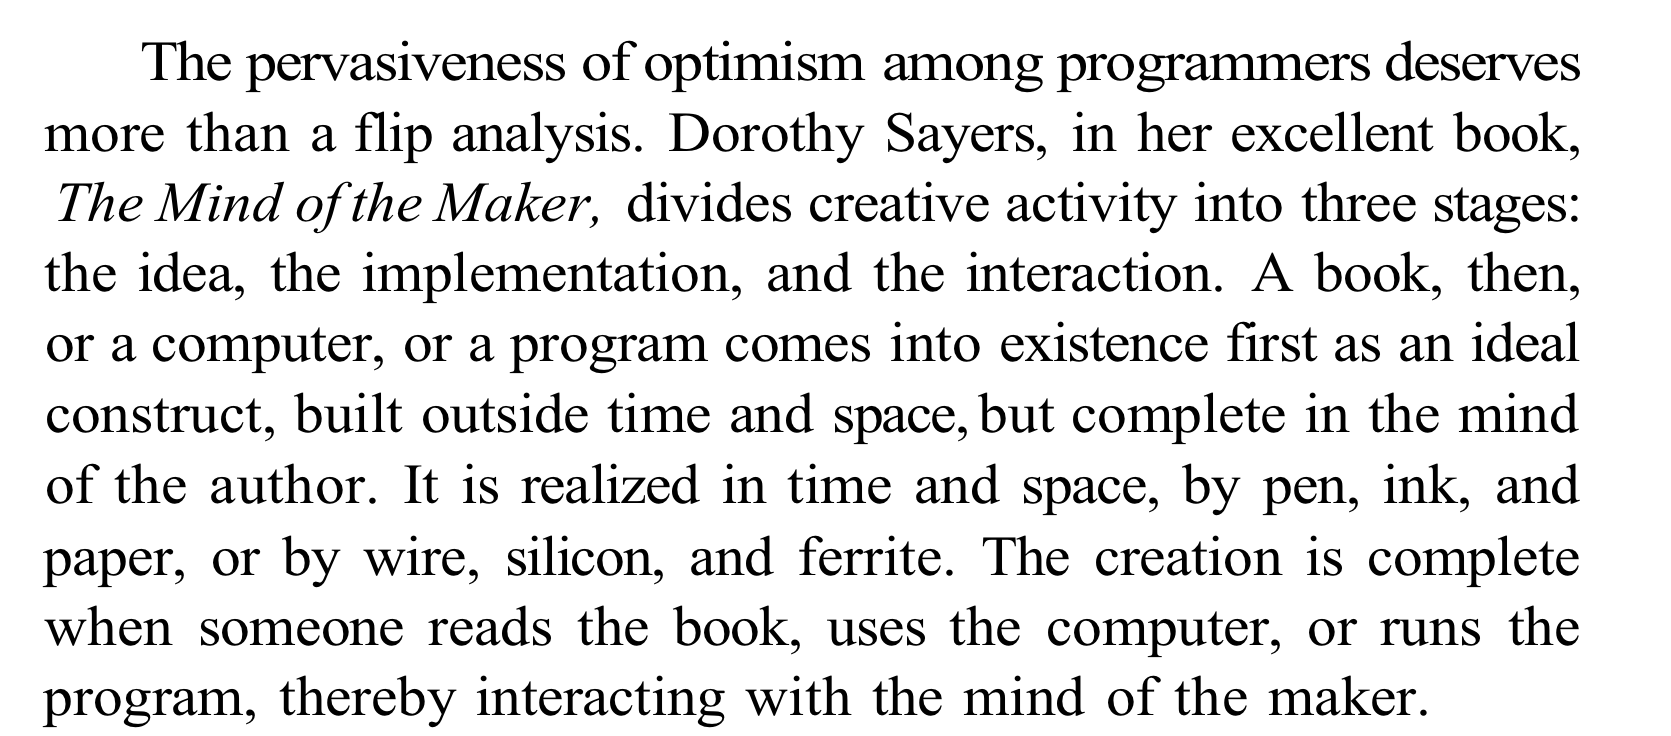 The pervasiveness of optimism among programmers deserves
more than a flip analysis. Dorothy Sayers, in her excellent book,
The Mind of the Maker, divides creative activity into three stages:
the idea, the implementation, and the interaction. A book, then,
or a computer, or a program comes into existence first as an ideal
construct, built outside time and space, but complete in the mind
of the author. It is realized in time and space, by pen, ink, and
paper, or by wire, silicon, and ferrite. The creation is complete
when someone reads the book, uses the computer, or runs the
program, thereby interacting with the mind of the maker.